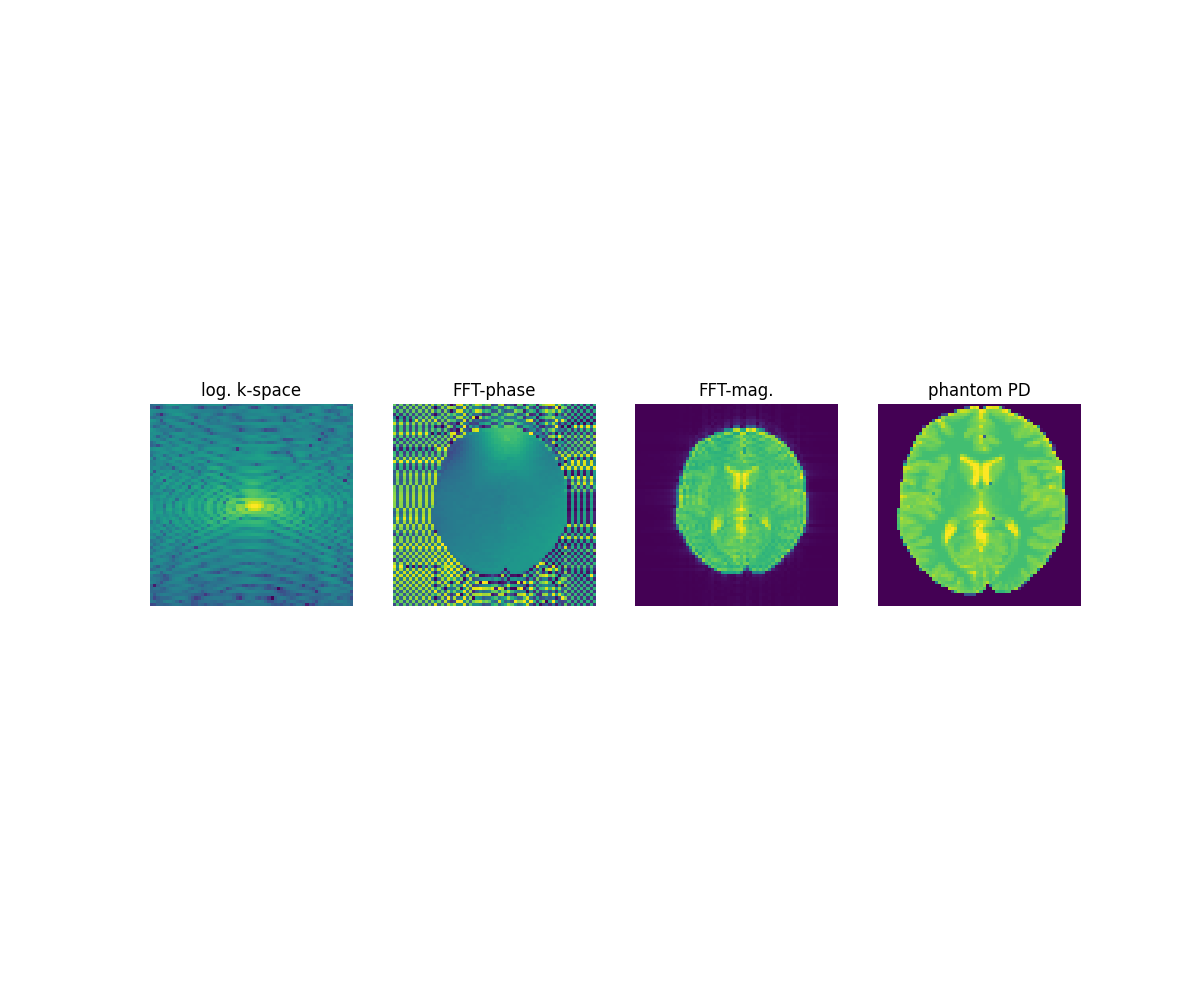 log. k-space
FFT-phase
FFT-mag.
phantom PD